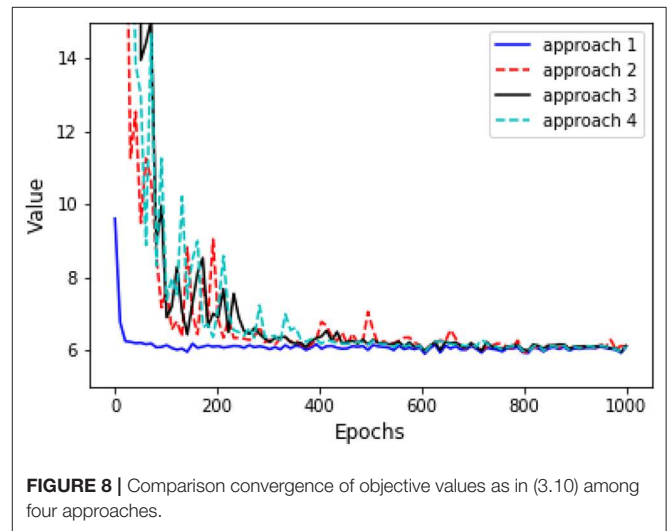 14
12
10
8
6
Value
0
200
400
600
800
1000
Epochs
approach 1
approach 2
approach 3
approach 4
FIGURE 8 | Comparison convergence of objective values as in (3.10) among
four approaches.